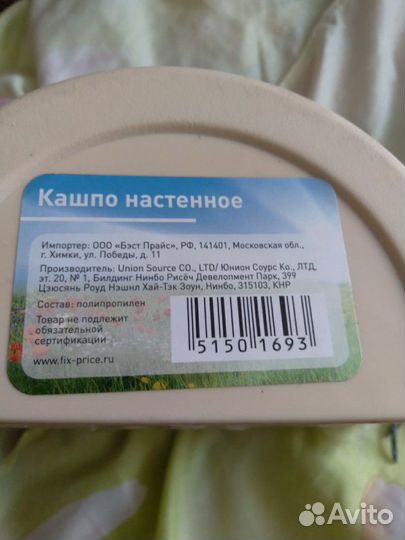 Кашпо настенное
Импортер: ООО «Бэст Прайс», РФ, 141401, Московская обл.,
г. Химки, ул. Победы, д. 11
Производитель: Union Source CO., LTD/ Юнион Соурс Ко., ЛТД,
эт. 20, № 1, Билдинг Нинбо Рисёч Девелопмент Парк, 399
Цзюсянь Роуд Нэшнл Хай-Тэк Зоун, Нинбо, 315103, КНР
Состав: полипропилен
Товар не подлежит
обязательной
сертификации
www.fix-price.ru
5150 1693
Avito